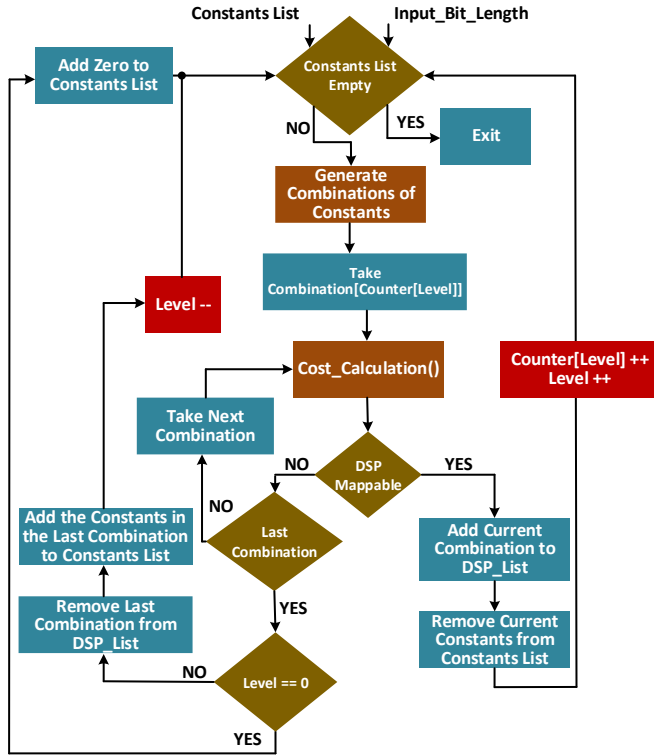 Constants List
Input_Bit_Length
Add Zero to
Constants List
Constants List
Empty
NO
YES
Exit
Generate
Combinations of
Constants
Take
Combination[Counter[Level]]
Level --
Cost_Calculation()
Counter[Level] ++
Level ++
Take Next
Combination
DSP
Mappable
NO
YES
NO
Last
Combination
Add the Constants in
the Last Combination
to Constants List
Add Current
Combination to
DSP_List
YES
Remove Last
Combination from
DSP_List
Remove Current
Constants from
Constants List
NO
Level == 0
YES